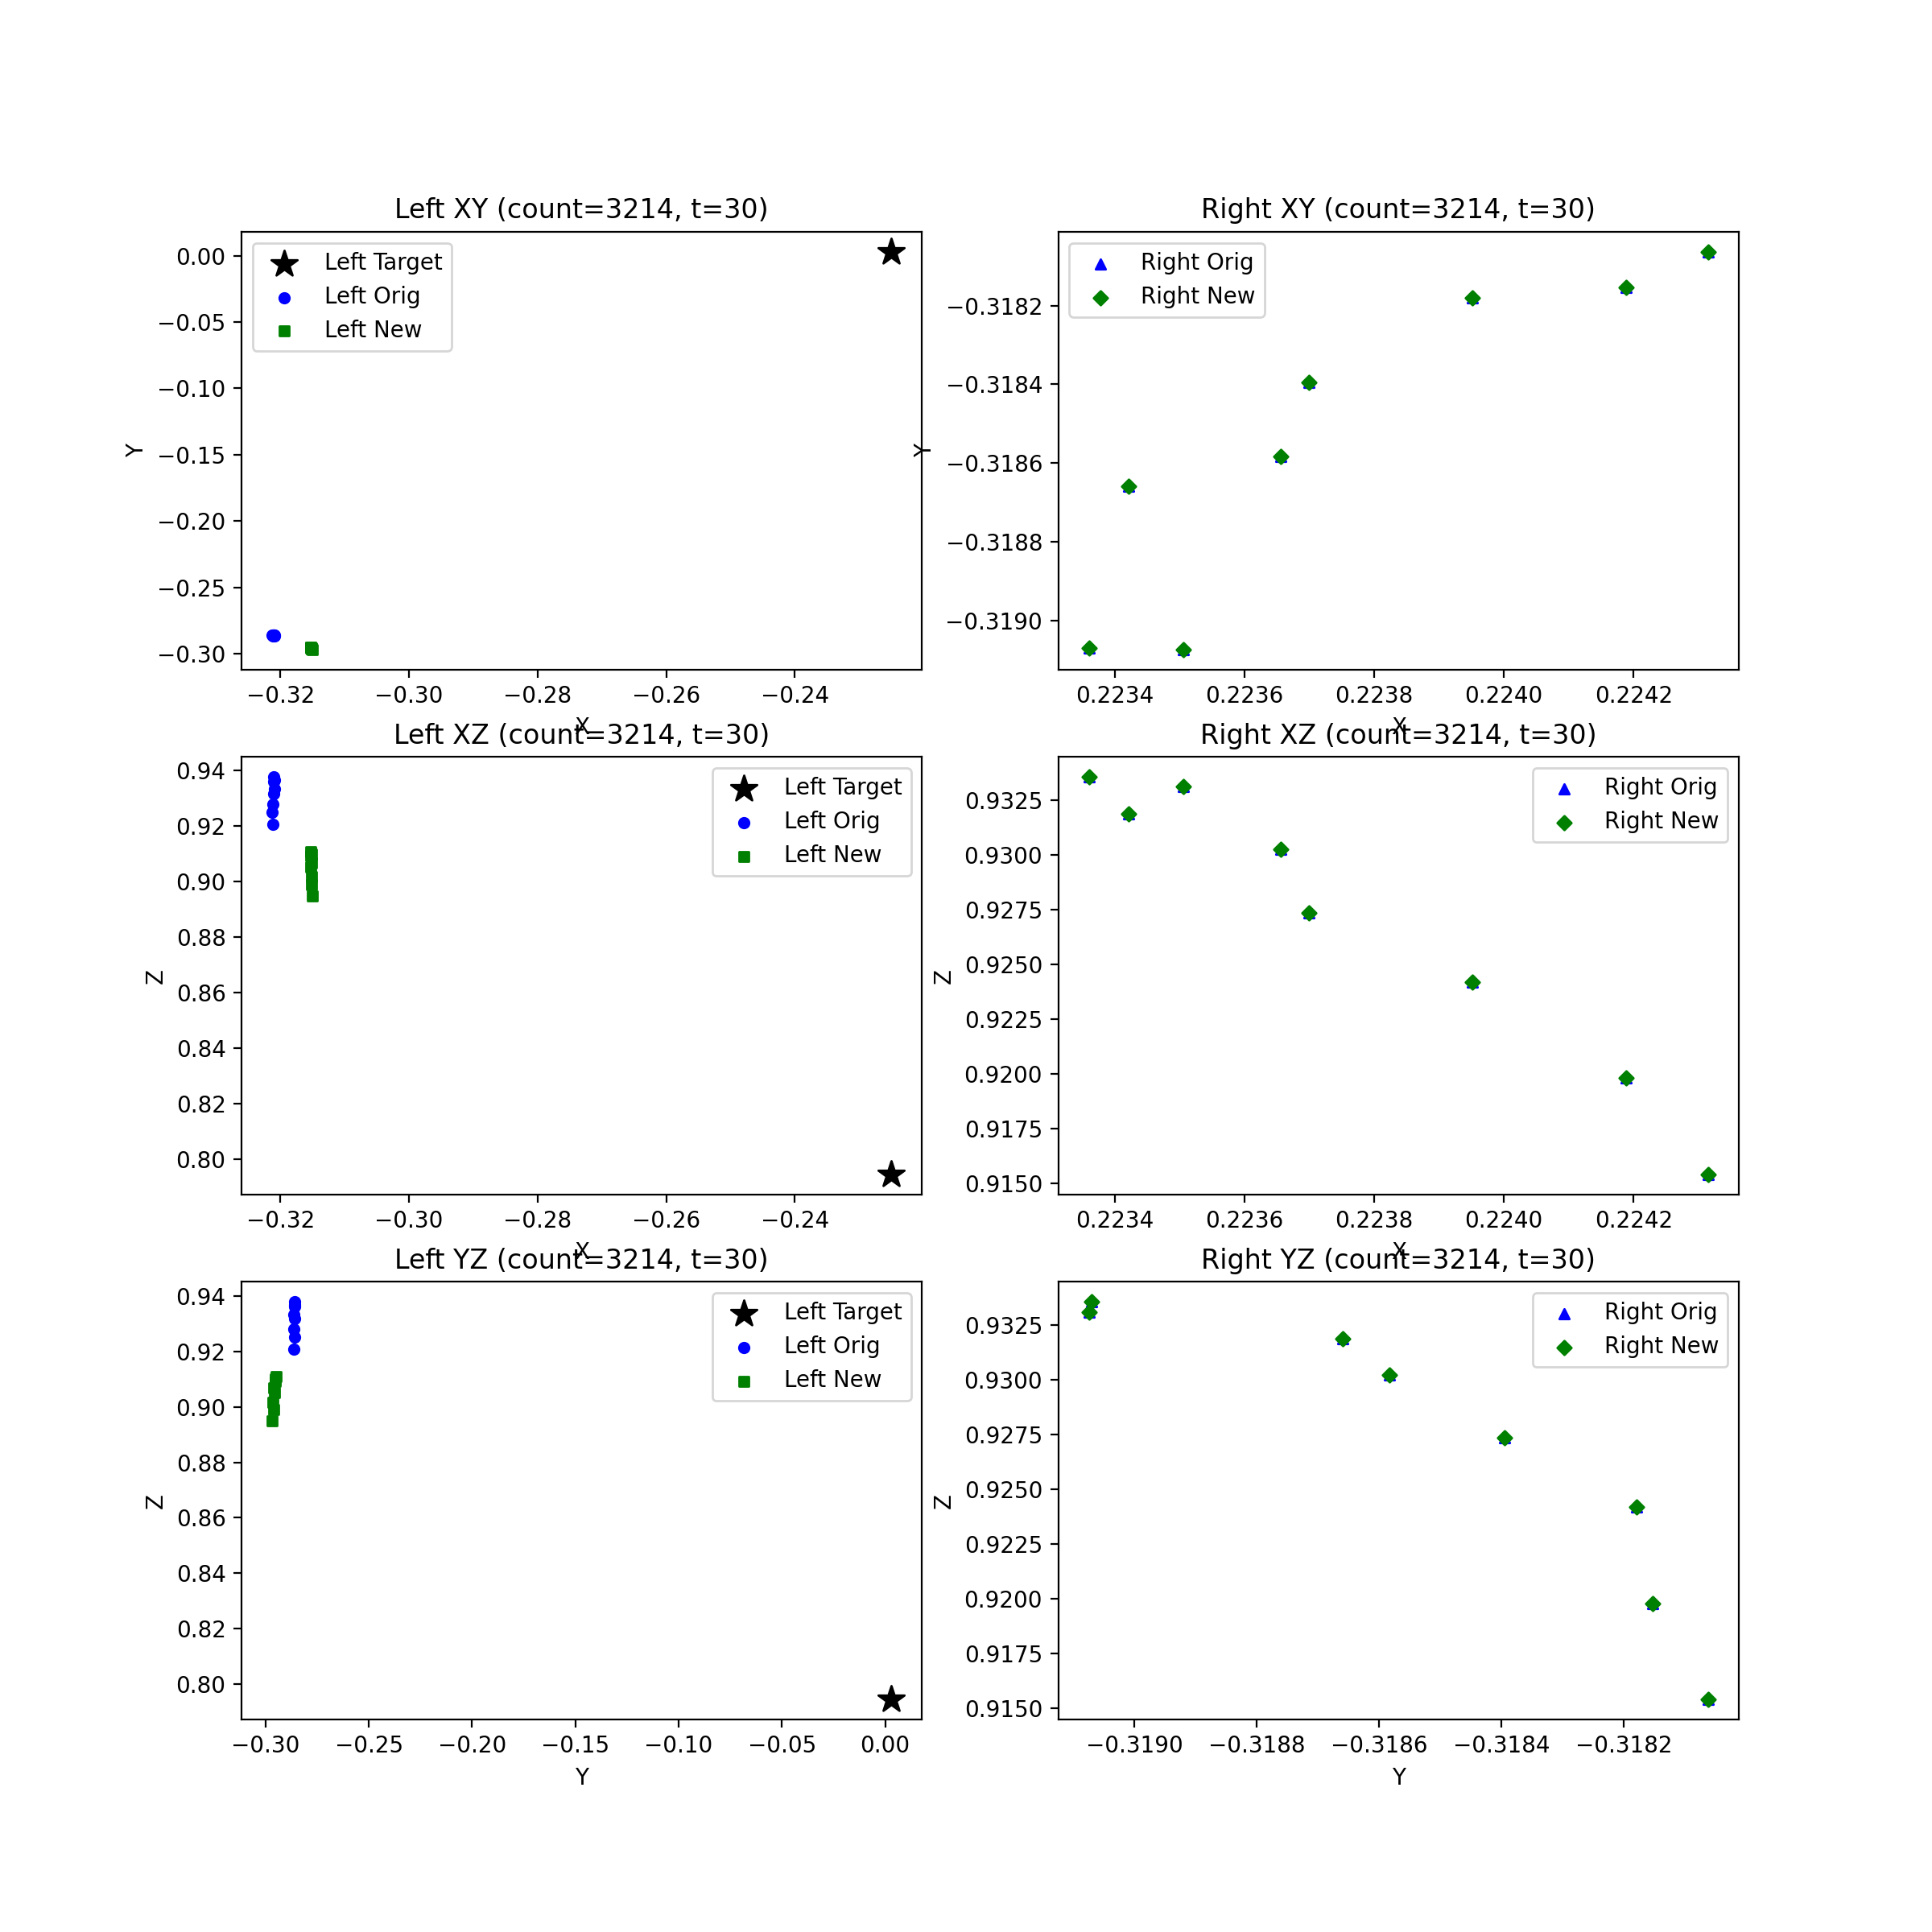 Left XY (count=3214, t=30)
Left Target
Left Orig
Left New
0.00
−0.05
−0.10
−0.15
−0.20
−0.25
−0.30
Y
−0.32
−0.30
−0.28
−0.26
−0.24
X
Right XY (count=3214, t=30)
Right Orig
Right New
−0.3182
−0.3184
−0.3186
−0.3188
−0.3190
Y
0.2234
0.2236
0.2238
0.2240
0.2242
X
Left XZ (count=3214, t=30)
Left Target
Left Orig
Left New
0.94
0.92
0.90
0.88
0.86
0.84
0.82
0.80
Z
−0.32
−0.30
−0.28
−0.26
−0.24
X
Right XZ (count=3214, t=30)
Right Orig
Right New
0.9325
0.9300
0.9275
0.9250
0.9225
0.9200
0.9175
0.9150
Z
0.2234
0.2236
0.2238
0.2240
0.2242
X
Left YZ (count=3214, t=30)
Left Target
Left Orig
Left New
0.94
0.92
0.90
0.88
0.86
0.84
0.82
0.80
Z
−0.30
−0.25
−0.20
−0.15
−0.10
−0.05
0.00
Y
Right YZ (count=3214, t=30)
Right Orig
Right New
0.9325
0.9300
0.9275
0.9250
0.9225
0.9200
0.9175
0.9150
Z
−0.3190
−0.3188
−0.3186
−0.3184
−0.3182
Y